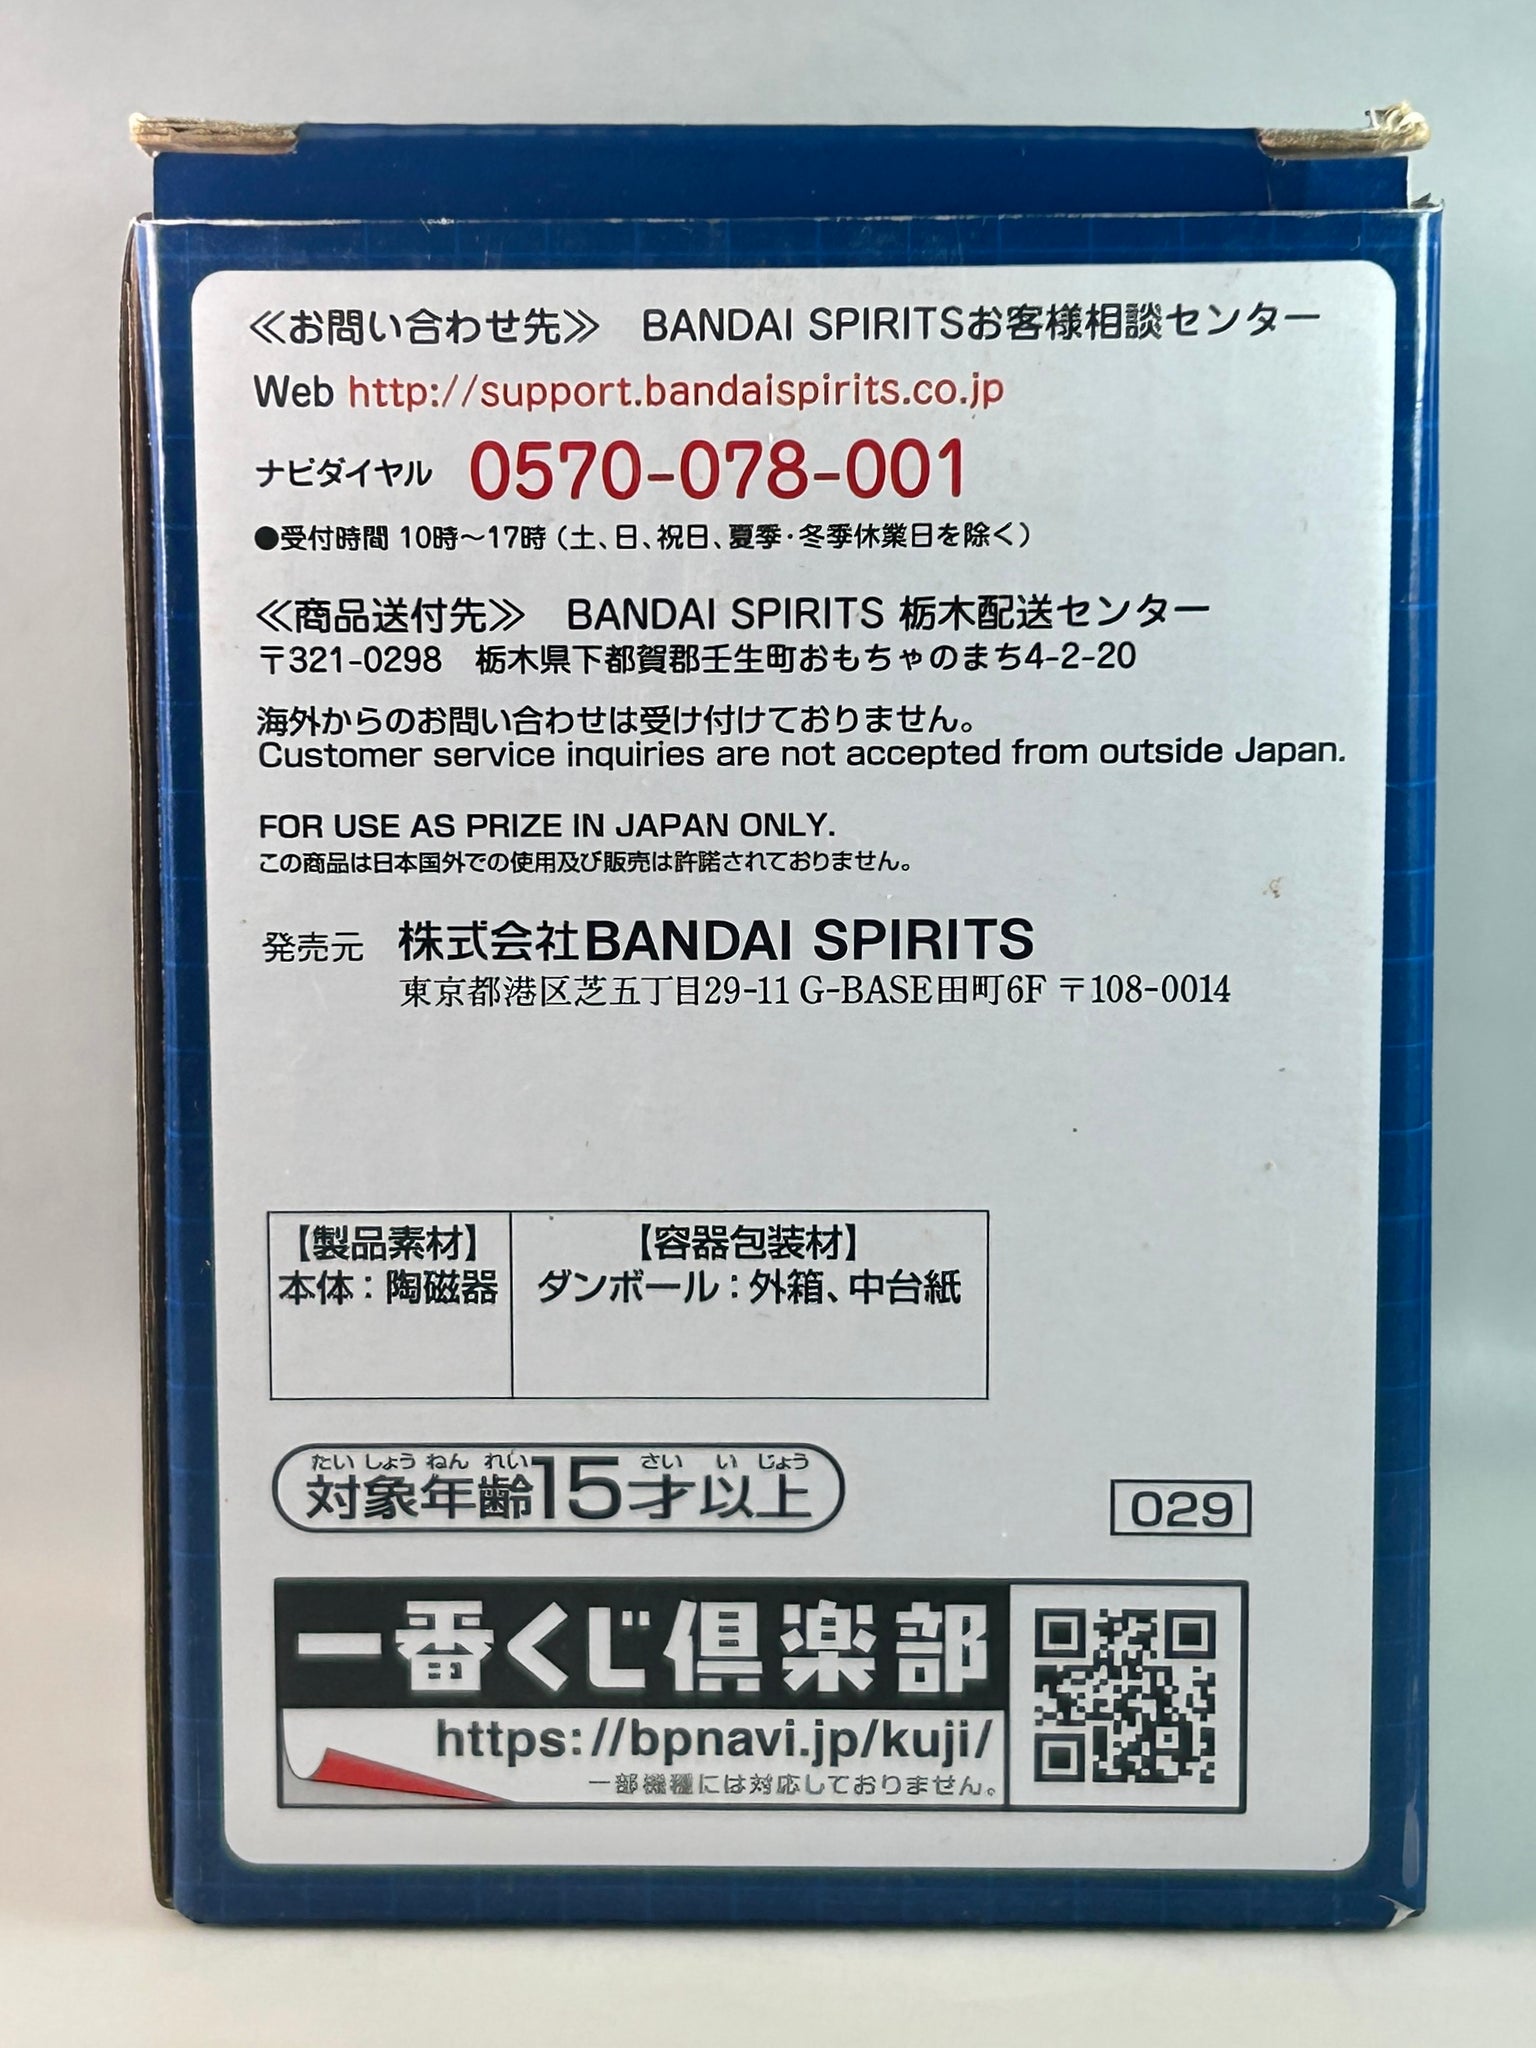 ≪お問い合わせ先≫ BANDAI SPIRITSお客様相談センター
Web http://support.bandaispirits.co.jp
ナビダイヤル 0570-078-001
●受付時間 10時～17時（土、日、祝日、夏季・冬季休業日を除く）
≪商品送付先≫ BANDAI SPIRITS 栃木配送センター
〒321-0298 栃木県下都賀郡壬生町おもちゃのまち4-2-20
海外からのお問い合わせは受け付けておりません。
Customer service inquiries are not accepted from outside Japan.
FOR USE AS PRIZE IN JAPAN ONLY.
この商品は日本国外での使用及び販売は許諾されておりません。
発売元 株式会社BANDAI SPIRITS
東京都港区芝五丁目29-11 G-BASE田町6F 〒108-0014
【製品素材】 【容器包装材】
本体：陶磁器 ダンボール：外箱、中台紙
たいしょうねんれい さいいじょう
対象年齢15才以上
029
一番くじ倶楽部
https://bpnavi.jp/kuji/
一部機種には対応しておりません。